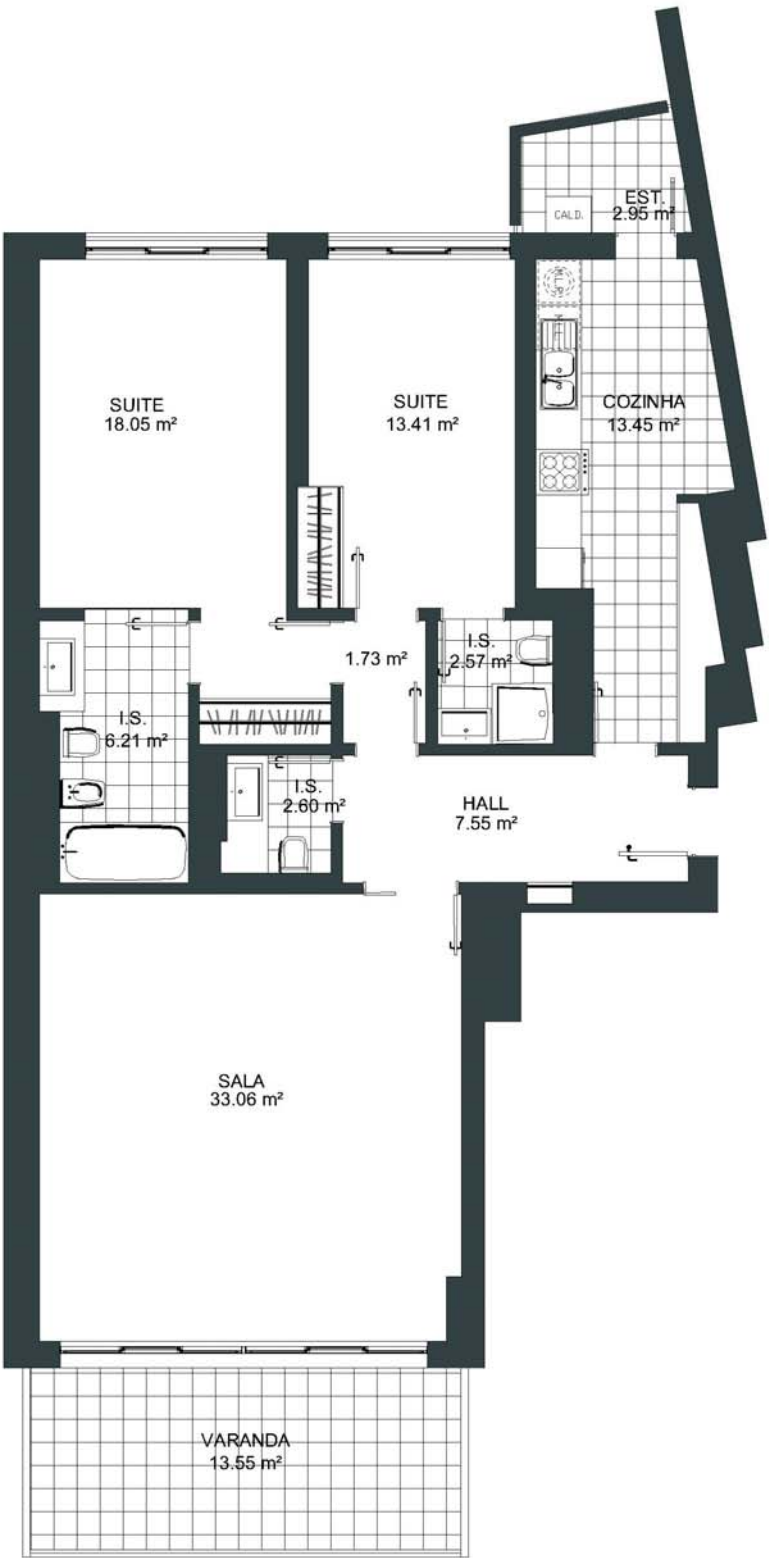 EST.
2.95 m²
CALD.
M.L.R.
M.L.L.
SUITE
18.05 m²
SUITE
13.41 m²
COZINHA
13.45 m²
1.73 m²
I.S.
2.57 m²
I.S.
6.21 m²
I.S.
2.60 m²
HALL
7.55 m²
SALA
33.06 m²
VARANDA
13.55 m²